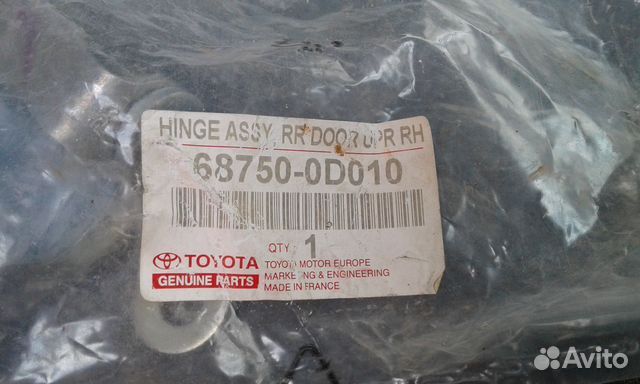 HINGE ASSY, RR DOOR UPR RH
68750-0D010
QTY: 1
TOYOTA
GENUINE PARTS
TOYOTA MOTOR EUROPE
MARKETING & ENGINEERING
MADE IN FRANCE
Avito